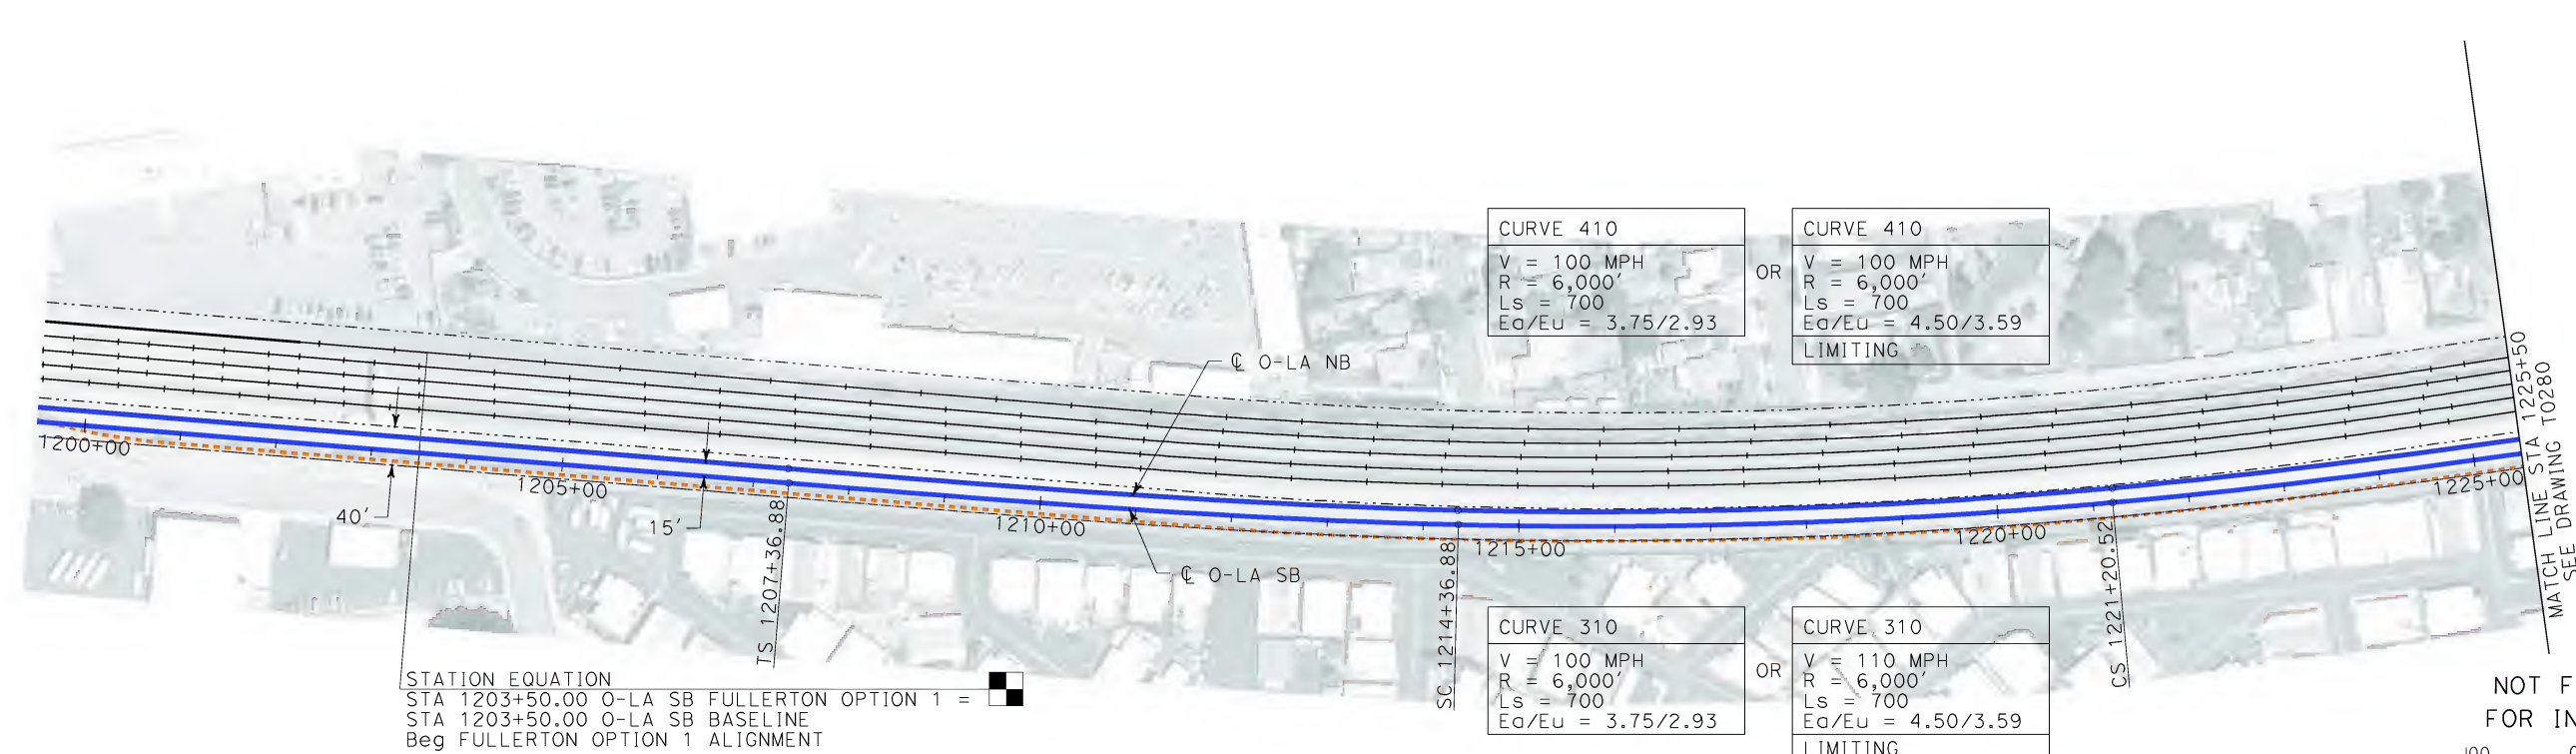 CURVE 410
V = 100 MPH
R = 6,000'
Ls = 700
Ea/Eu = 3.75/2.93
OR
CURVE 410
V = 100 MPH
R = 6,000'
Ls = 700
Ea/Eu = 4.50/3.59
LIMITING
℄ O-LA NB
1200+00
1205+00
1210+00
1215+00
1220+00
1225+00
40'
15'
TS 1207+36.88
℄ O-LA SB
SC 1214+36.88
CS 1221+20.52
MATCH LINE STA 1225+50
SEE DRAWING T0280
CURVE 310
V = 100 MPH
R = 6,000'
Ls = 700
Ea/Eu = 3.75/2.93
OR
CURVE 310
V = 110 MPH
R = 6,000'
Ls = 700
Ea/Eu = 4.50/3.59
LIMITING
STATION EQUATION
STA 1203+50.00 O-LA SB FULLERTON OPTION 1 =
STA 1203+50.00 O-LA SB BASELINE
Beg FULLERTON OPTION 1 ALIGNMENT
NOT F
FOR IN